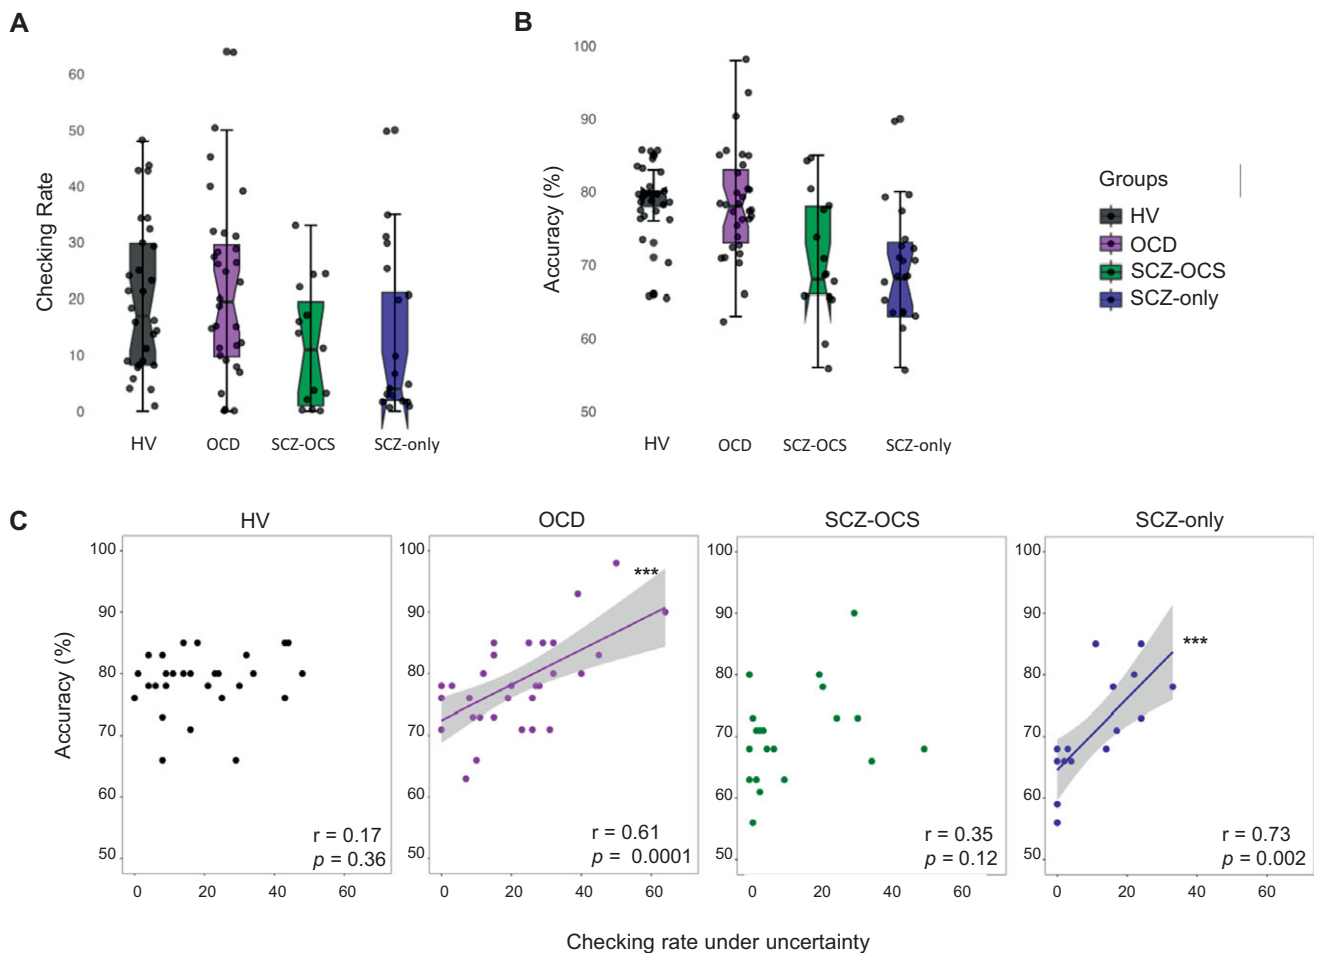 A
B
60
50
40
30
20
10
0
Checking Rate
HV
OCD
SCZ-OCS
SCZ-only
100
90
80
70
60
50
Accuracy (%)
HV
OCD
SCZ-OCS
SCZ-only
Groups
HV
OCD
SCZ-OCS
SCZ-only
C
HV
OCD
SCZ-OCS
SCZ-only
Accuracy (%)
100
90
80
70
60
50
r = 0.17
p = 0.36
0 20 40 60
100
90
80
70
60
50
***
r = 0.61
p = 0.0001
0 20 40 60
100
90
80
70
60
50
r = 0.35
p = 0.12
0 20 40 60
100
90
80
70
60
50
***
r = 0.73
p = 0.002
0 20 40 60
Checking rate under uncertainty